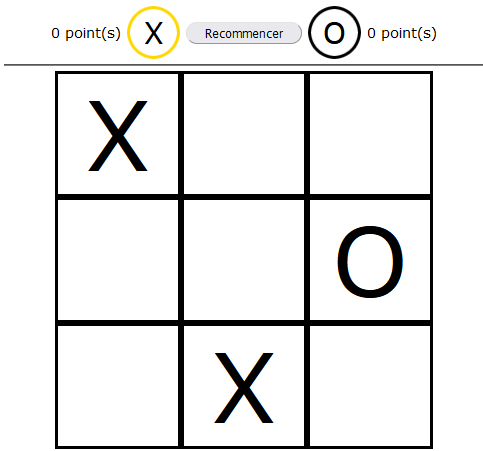 0 point(s) X Recommencer O 0 point(s)
X
O
X